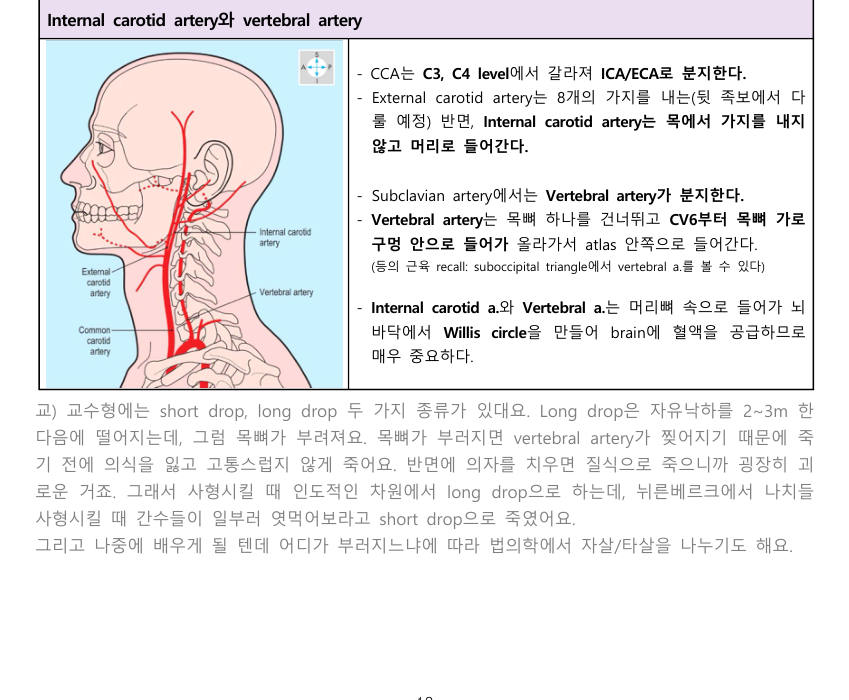 Internal carotid artery와 vertebral artery
S
A
P
I
Internal carotid
artery
External
carotid
artery
Vertebral artery
Common
carotid
artery
- CCA는 C3, C4 level에서 갈라져 ICA/ECA로 분지한다.
- External carotid artery는 8개의 가지를 내는(뒷 족보에서 다
룰 예정) 반면, Internal carotid artery는 목에서 가지를 내지
않고 머리로 들어간다.
- Subclavian artery에서는 Vertebral artery가 분지한다.
- Vertebral artery는 목뼈 하나를 건너뛰고 CV6부터 목뼈 가로
구멍 안으로 들어가 올라가서 atlas 안쪽으로 들어간다.
(등의 근육 recall: suboccipital triangle에서 vertebral a.를 볼 수 있다)
- Internal carotid a.와 Vertebral a.는 머리뼈 속으로 들어가 뇌
바닥에서 Willis circle을 만들어 brain에 혈액을 공급하므로
매우 중요하다.
교) 교수형에는 short drop, long drop 두 가지 종류가 있대요. Long drop은 자유낙하를 2~3m 한
다음에 떨어지는데, 그럼 목뼈가 부려져요. 목뼈가 부러지면 vertebral artery가 찢어지기 때문에 죽
기 전에 의식을 잃고 고통스럽지 않게 죽어요. 반면에 의자를 치우면 질식으로 죽으니까 굉장히 괴
로운 거죠. 그래서 사형시킬 때 인도적인 차원에서 long drop으로 하는데, 뉘른베르크에서 나치들
사형시킬 때 간수들이 일부러 엿먹어보라고 short drop으로 죽였어요.
그리고 나중에 배우게 될 텐데 어디가 부러지느냐에 따라 법의학에서 자살/타살을 나누기도 해요.